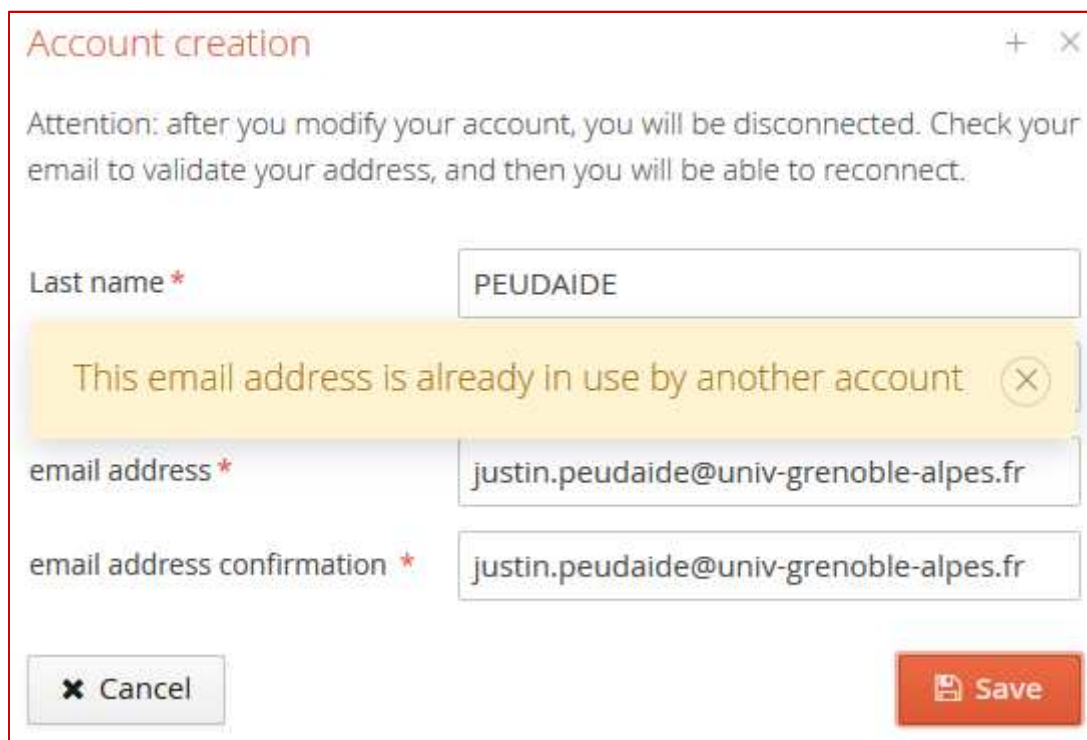 Account creation
Attention: after you modify your account, you will be disconnected. Check your
email to validate your address, and then you will be able to reconnect.
Last name * PEUDAIDE
This email address is already in use by another account
email address * justin.peudaide@univ-grenoble-alpes.fr
email address confirmation * justin.peudaide@univ-grenoble-alpes.fr
Cancel Save